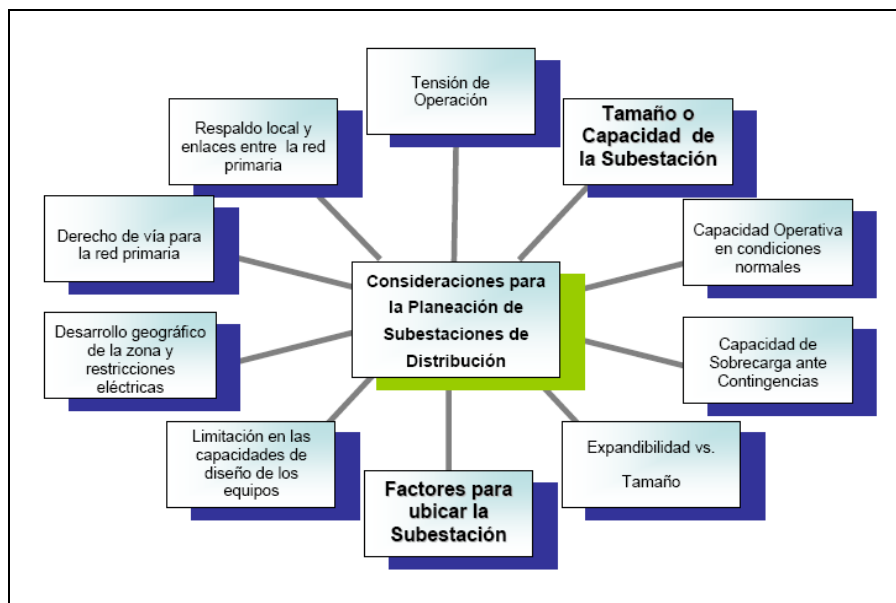 Tensión de
Operación
Tamaño o
Capacidad de
la Subestación
Respaldo local y
enlaces entre la red
primaria
Capacidad Operativa
en condiciones
normales
Derecho de vía para
la red primaria
Consideraciones para
la Planeación de
Subestaciones de
Distribución
Desarrollo geográfico
de la zona y
restricciones
eléctricas
Capacidad de
Sobrecarga ante
Contingencias
Limitación en las
capacidades de
diseño de los
equipos
Expandibilidad vs.
Tamaño
Factores para
ubicar la
Subestación